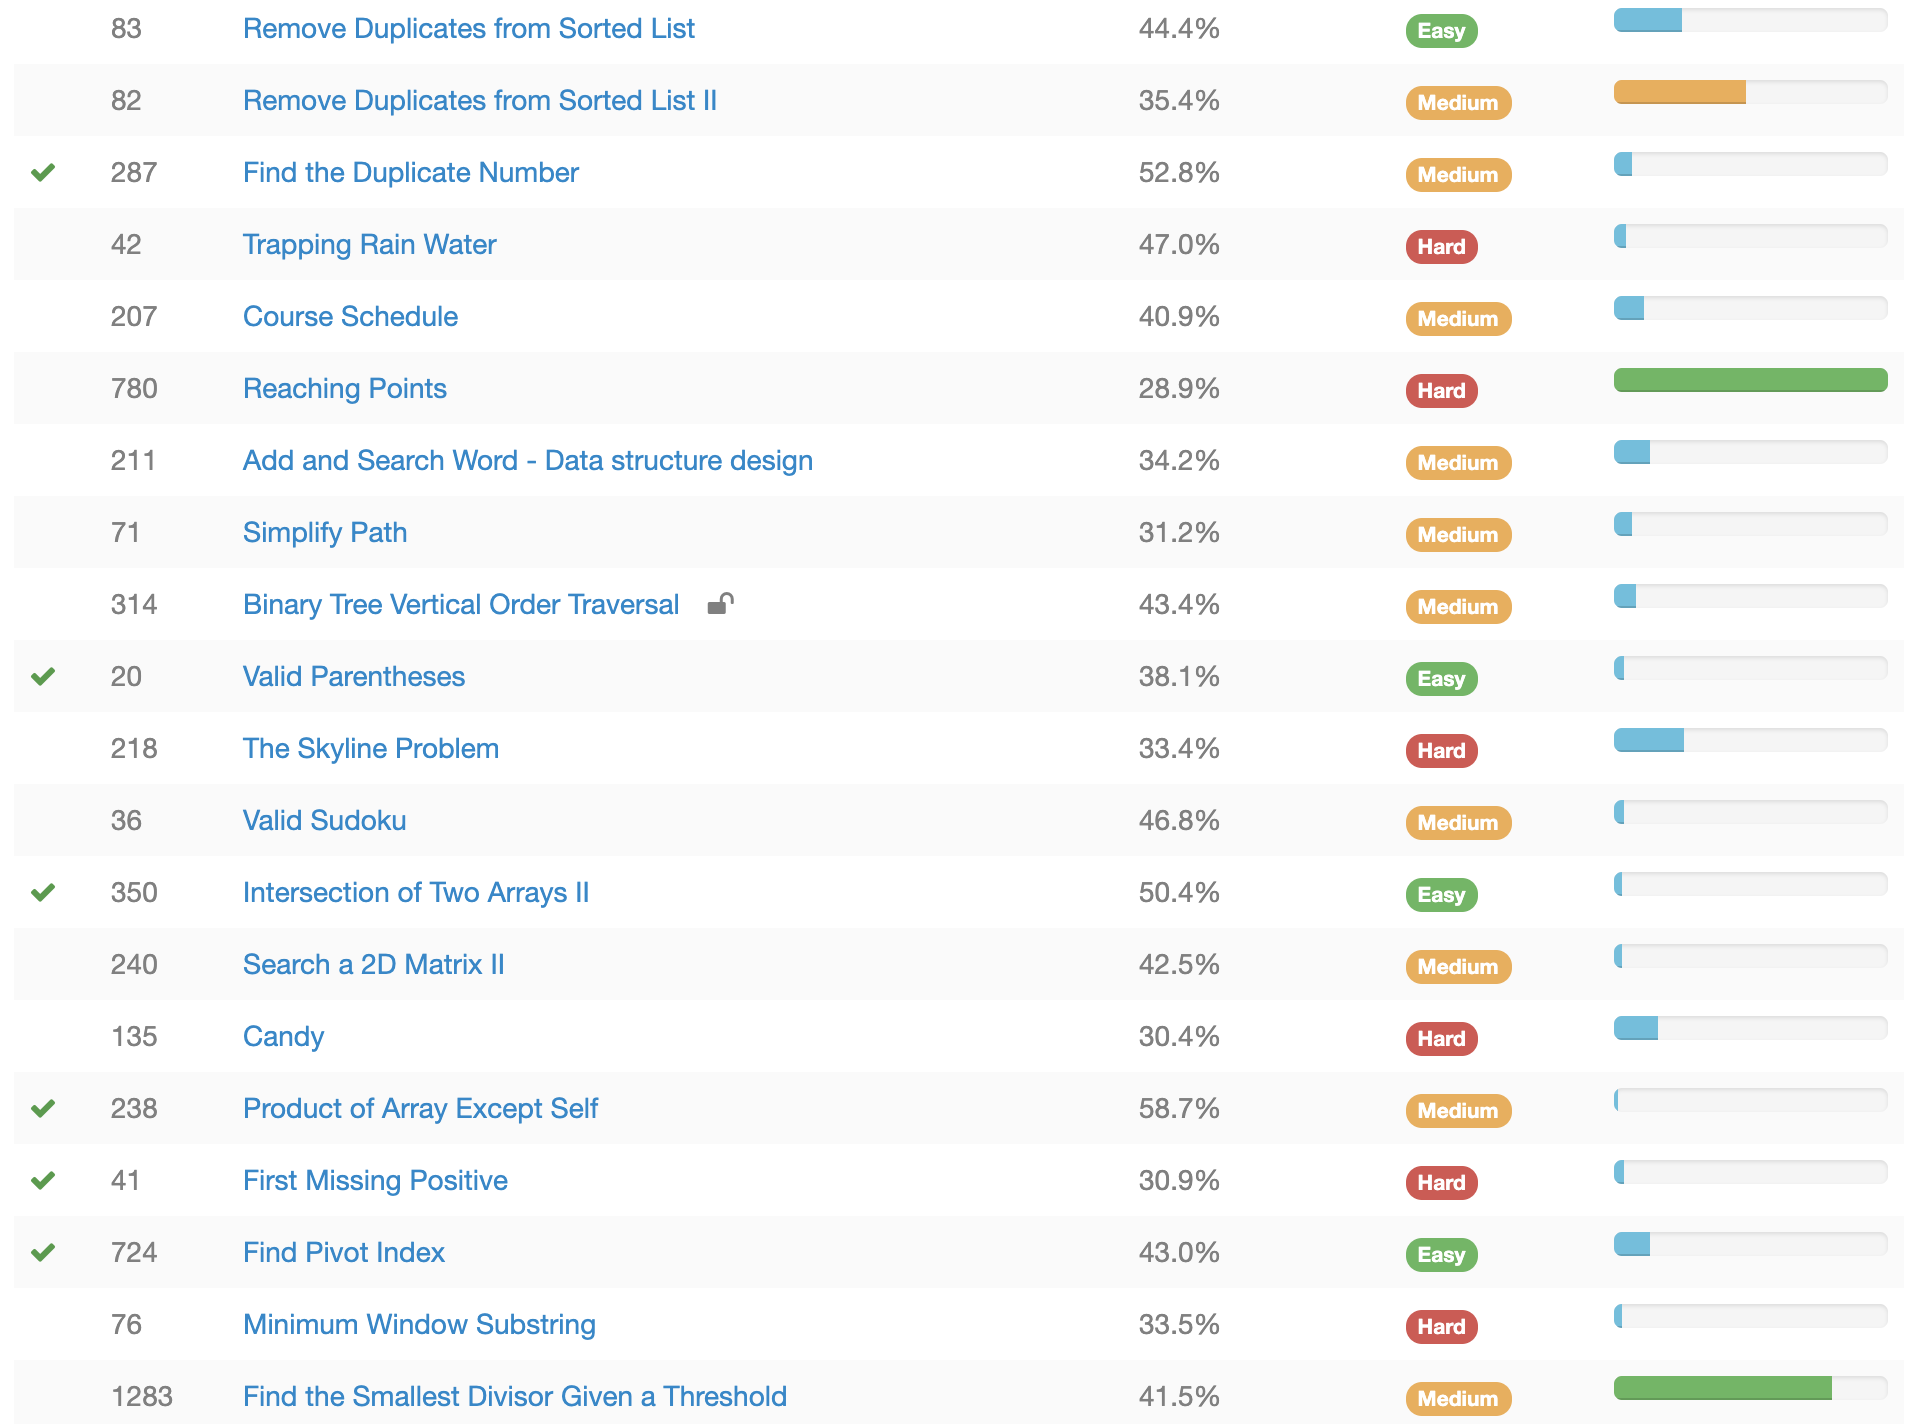 83 Remove Duplicates from Sorted List 44.4% Easy
82 Remove Duplicates from Sorted List II 35.4% Medium
287 Find the Duplicate Number 52.8% Medium
42 Trapping Rain Water 47.0% Hard
207 Course Schedule 40.9% Medium
780 Reaching Points 28.9% Hard
211 Add and Search Word - Data structure design 34.2% Medium
71 Simplify Path 31.2% Medium
314 Binary Tree Vertical Order Traversal 43.4% Medium
20 Valid Parentheses 38.1% Easy
218 The Skyline Problem 33.4% Hard
36 Valid Sudoku 46.8% Medium
350 Intersection of Two Arrays II 50.4% Easy
240 Search a 2D Matrix II 42.5% Medium
135 Candy 30.4% Hard
238 Product of Array Except Self 58.7% Medium
41 First Missing Positive 30.9% Hard
724 Find Pivot Index 43.0% Easy
76 Minimum Window Substring 33.5% Hard
1283 Find the Smallest Divisor Given a Threshold 41.5% Medium